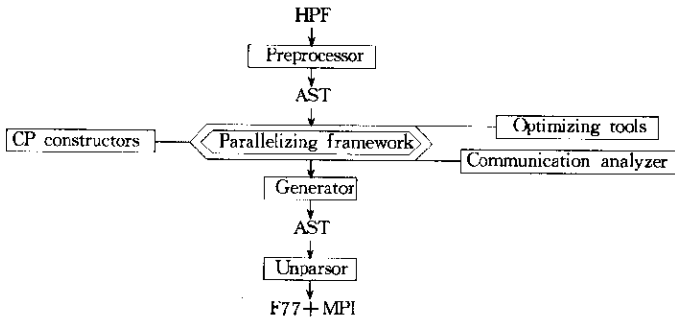 HPF
Preprocessor
AST
Optimizing tools
CP constructors
Parallelizing framework
Communication analyzer
Generator
AST
Unparsor
F77+MPI